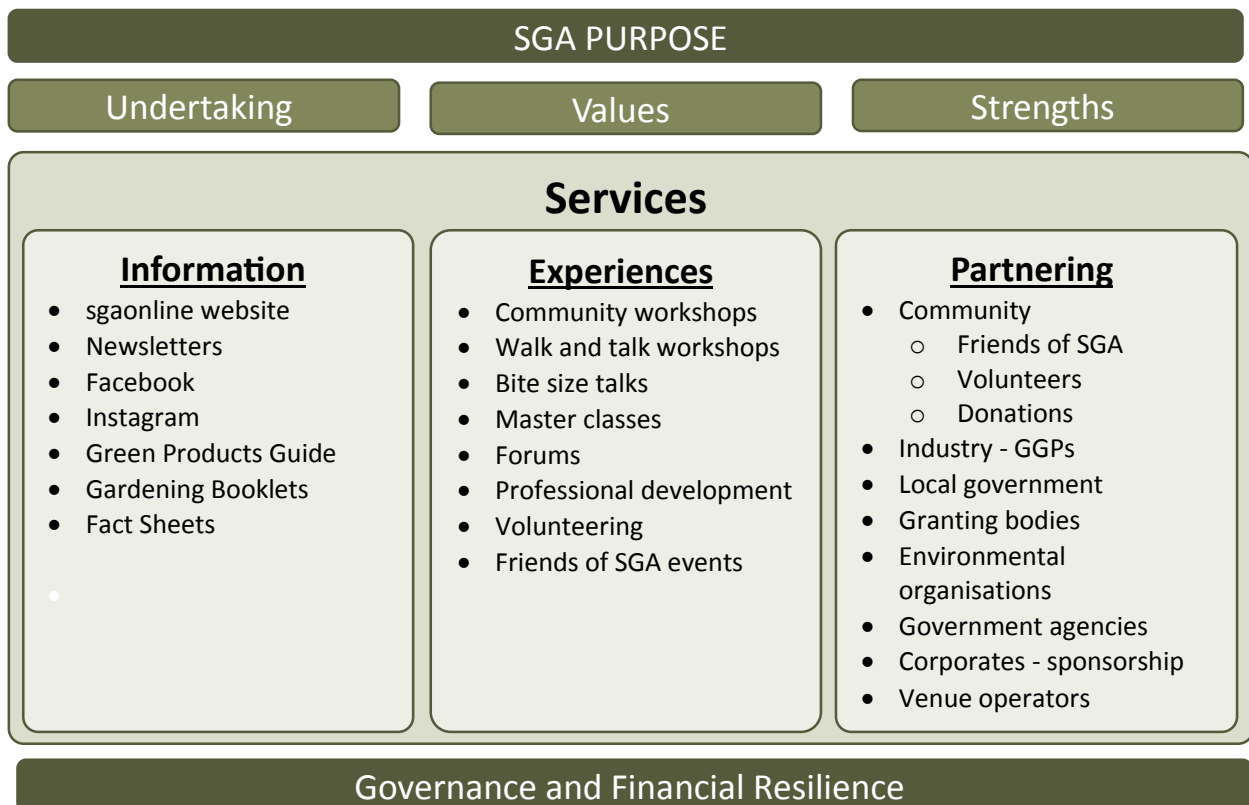 SGA PURPOSE
Undertaking
Values
Strengths
Services
Information
• sgaonline website
• Newsletters
• Facebook
• Instagram
• Green Products Guide
• Gardening Booklets
• Fact Sheets
•
Experiences
• Community workshops
• Walk and talk workshops
• Bite size talks
• Master classes
• Forums
• Professional development
• Volunteering
• Friends of SGA events
Partnering
• Community
o Friends of SGA
o Volunteers
o Donations
• Industry - GGPs
• Local government
• Granting bodies
• Environmental
organisations
• Government agencies
• Corporates - sponsorship
• Venue operators
Governance and Financial Resilience